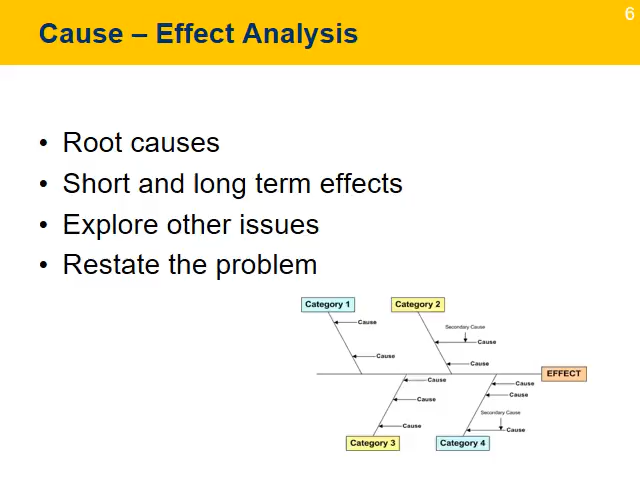 6
Cause – Effect Analysis
• Root causes
• Short and long term effects
• Explore other issues
• Restate the problem
Category 1
Category 2
Cause
Secondary Cause
Cause
Cause
Cause
EFFECT
Cause
Cause
Cause
Cause
Cause
Secondary Cause
Cause
Category 3
Category 4